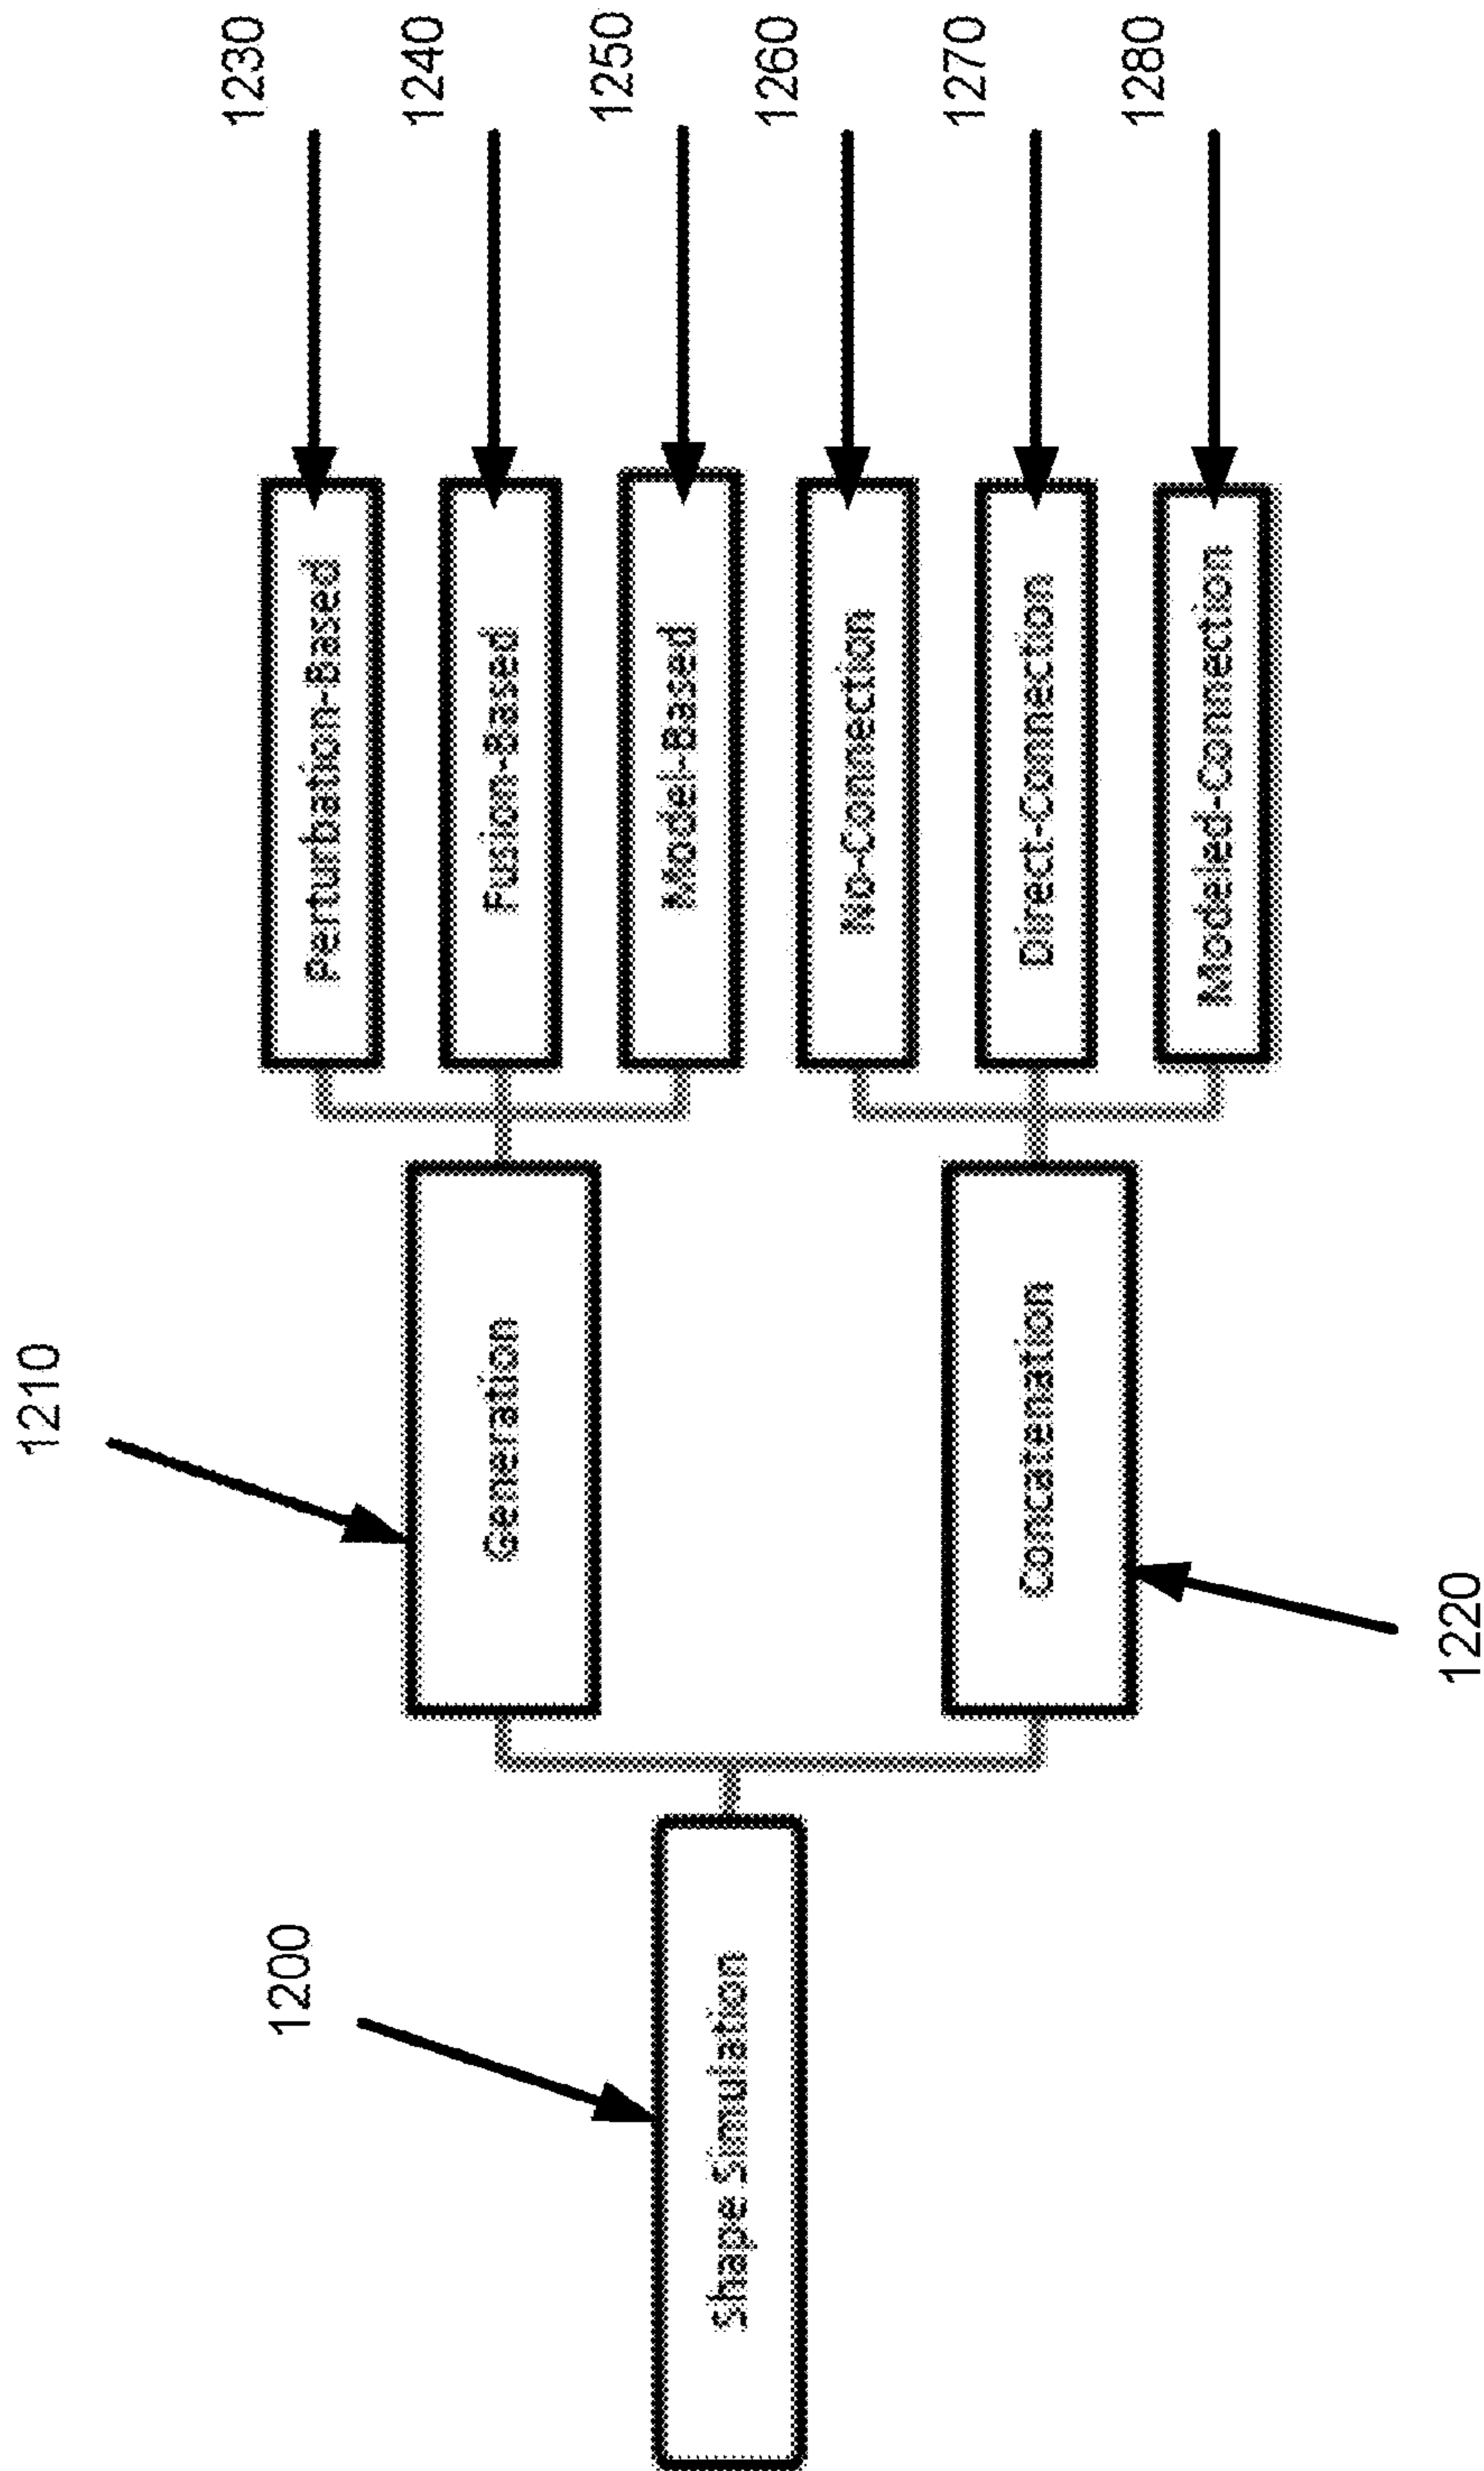 1200
Shape Simulation
1210
Generation
1220
Concatenation
1230
Perturbation-Based
1240
Fusion-Based
1250
Model-Based
1260
No-Connection
1270
Direct-Connection
1280
Modeled-Connection